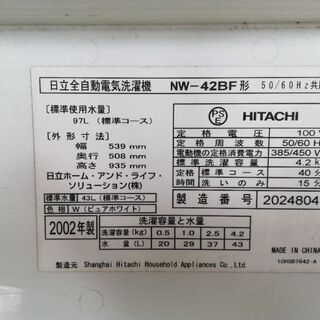 日立全自動電気洗濯機 NW-42BF形 50/60Hz共用
[標準使用水量]
97L (標準コース)
<外形寸法>
幅 539 mm
奥行 508 mm
高さ 935 mm
日立ホーム・アンド・ライフ・
ソリューション(株)
標準水量 43L(標準コース)
色柄 W(ピュアホワイト)
PSE HITACHI
定格電圧 100
定格周波数 50/60
電動機の定格消費電力 385/450
標準洗濯容量 4.2
標準コース 40分
洗い時間 15分
製造番号 2024804
2002年製
洗濯容量と水量
洗濯容量(kg) 0.5 1.0 2.5 4.2
水量(L) 20 29 37 43
MADE IN CHINA
製造元 Shanghai Hitachi Household Appliances Co., Ltd.
1CNSB7642-A